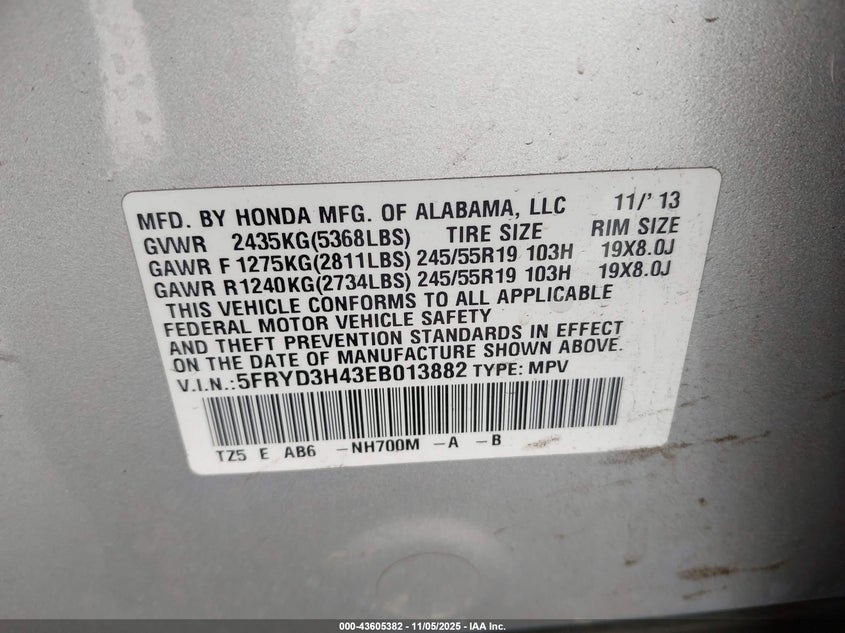 MFD. BY HONDA MFG. OF ALABAMA, LLC 11/' 13
GVWR 2435KG(5368LBS) TIRE SIZE RIM SIZE
GAWR F 1275KG(2811LBS) 245/55R19 103H 19X8.0J
GAWR R1240KG(2734LBS) 245/55R19 103H 19X8.0J
THIS VEHICLE CONFORMS TO ALL APPLICABLE
FEDERAL MOTOR VEHICLE SAFETY
AND THEFT PREVENTION STANDARDS IN EFFECT
ON THE DATE OF MANUFACTURE SHOWN ABOVE.
V.I.N.:5FRYD3H43EB013882 TYPE: MPV
TZ5 E AB6 -NH700M -A -B
000-43605382 - 11/05/2025 - IAA Inc.